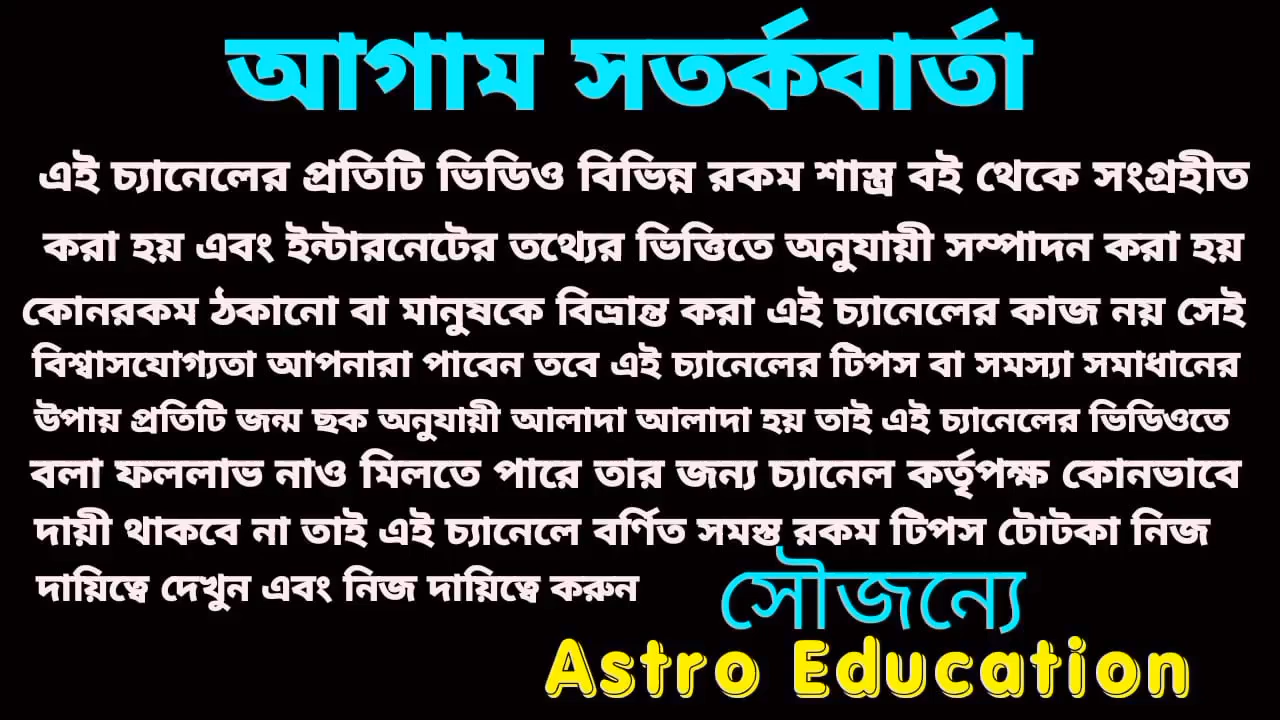 আগাম সতর্কবার্তা
এই চ্যানেলের প্রতিটি ভিডিও বিভিন্ন রকম শাস্ত্র বই থেকে সংগ্রহীত
করা হয় এবং ইন্টারনেটের তথ্যের ভিত্তিতে অনুযায়ী সম্পাদন করা হয়
কোনরকম ঠকানো বা মানুষকে বিভ্রান্ত করা এই চ্যানেলের কাজ নয় সেই
বিশ্বাসযোগ্যতা আপনারা পাবেন তবে এই চ্যানেলের টিপস বা সমস্যা সমাধানের
উপায় প্রতিটি জন্ম ছক অনুযায়ী আলাদা আলাদা হয় তাই এই চ্যানেলের ভিডিওতে
বলা ফললাভ নাও মিলতে পারে তার জন্য চ্যানেল কর্তৃপক্ষ কোনভাবে
দায়ী থাকবে না তাই এই চ্যানেলে বর্ণিত সমস্ত রকম টিপস টোটকা নিজ
দায়িত্বে দেখুন এবং নিজ দায়িত্বে করুন
সৌজন্যে
Astro Education